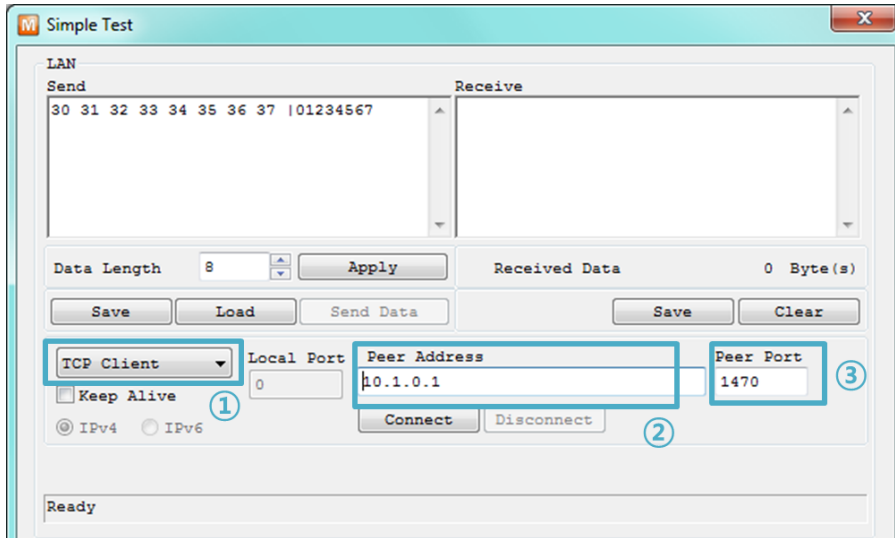 M Simple Test
x
LAN
Send Receive
30 31 32 33 34 35 36 37 |01234567
Data Length 8 Apply Received Data 0 Byte(s)
Save Load Send Data Save Clear
TCP Client Local Port Peer Address Peer Port
0 10.1.0.1 1470 ③
Keep Alive ①
IPv4 IPv6 Connect Disconnect ②
Ready